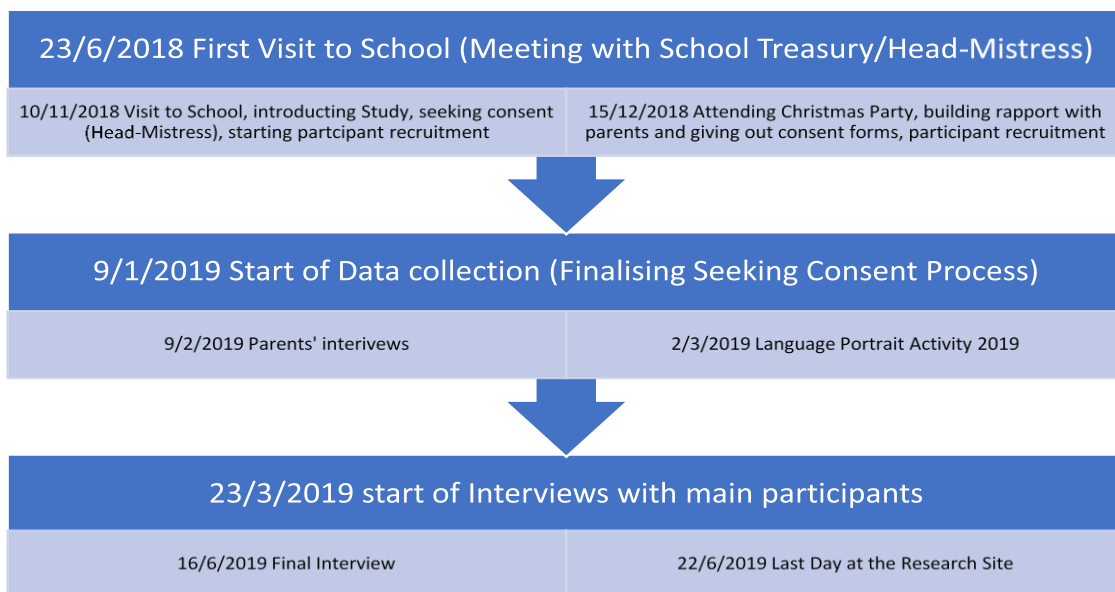 23/6/2018 First Visit to School (Meeting with School Treasury/Head-Mistress)
10/11/2018 Visit to School, introducting Study, seeking consent
(Head-Mistress), starting partcipant recruitment
15/12/2018 Attending Christmas Party, building rapport with
parents and giving out consent forms, participant recruitment
9/1/2019 Start of Data collection (Finalising Seeking Consent Process)
9/2/2019 Parents' interivews
2/3/2019 Language Portrait Activity 2019
23/3/2019 start of Interviews with main participants
16/6/2019 Final Interview
22/6/2019 Last Day at the Research Site